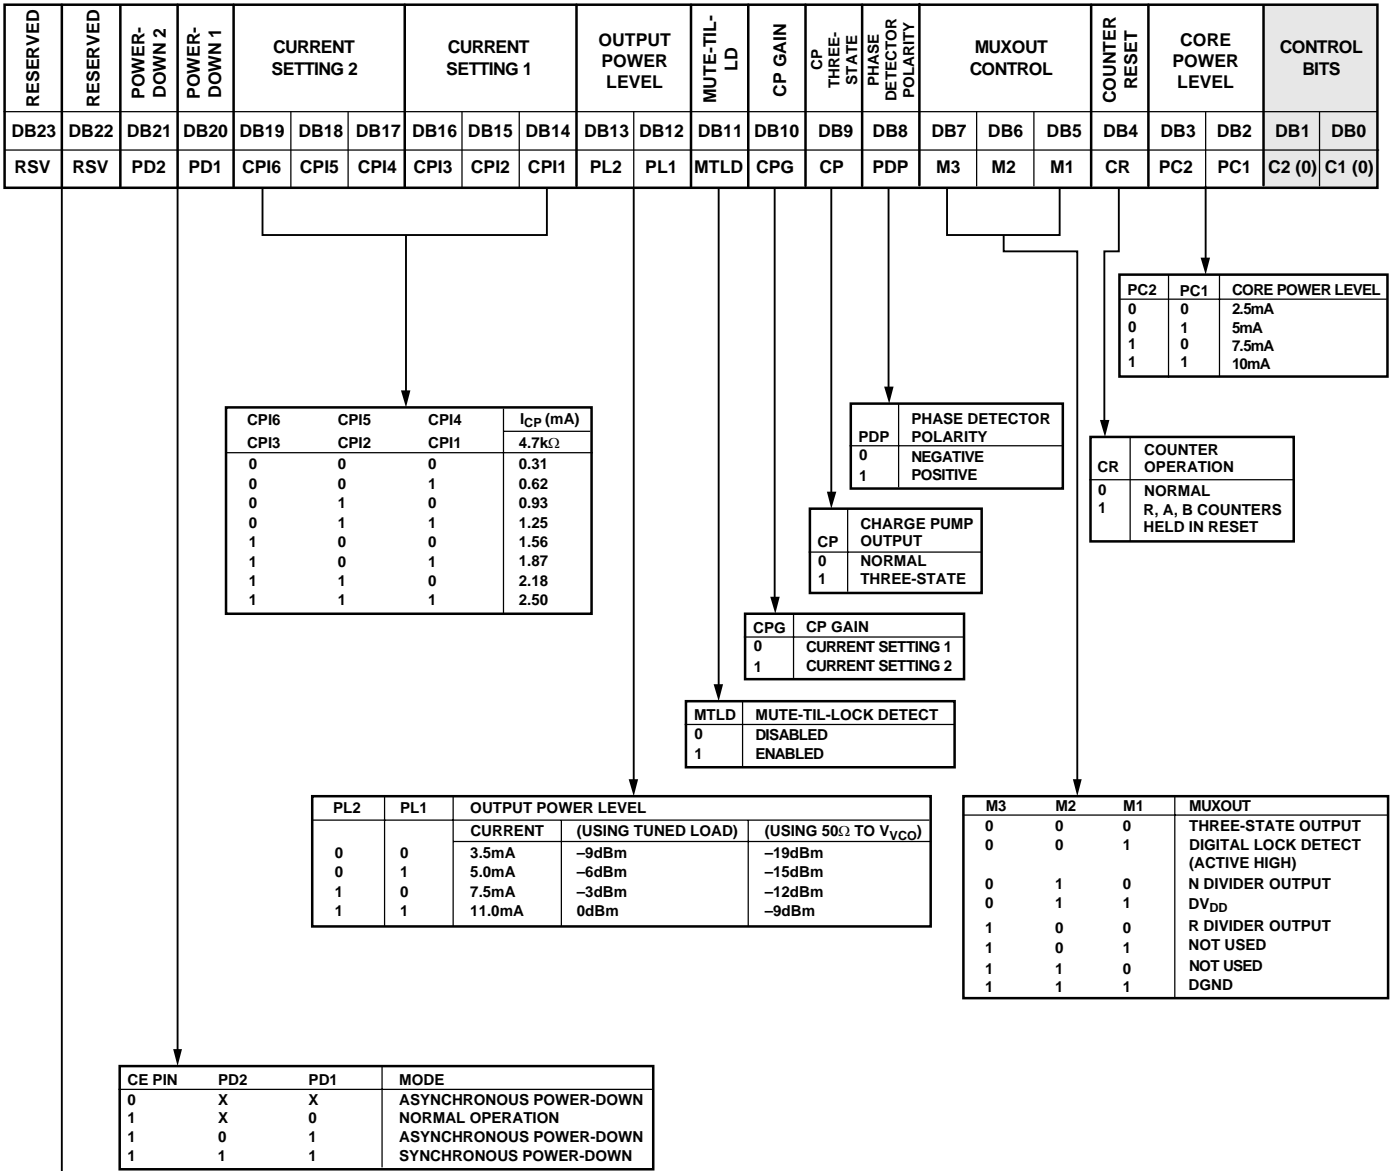 RESERVED RESERVED POWER-DOWN 2 POWER-DOWN 1 CURRENT SETTING 2 CURRENT SETTING 1 OUTPUT POWER LEVEL MUTE-TIL-LD CP GAIN CP THREE-STATE PHASE DETECTOR POLARITY MUXOUT CONTROL COUNTER RESET CORE POWER LEVEL CONTROL BITS
DB23 DB22 DB21 DB20 DB19 DB18 DB17 DB16 DB15 DB14 DB13 DB12 DB11 DB10 DB9 DB8 DB7 DB6 DB5 DB4 DB3 DB2 DB1 DB0
RSV RSV PD2 PD1 CPI6 CPI5 CPI4 CPI3 CPI2 CPI1 PL2 PL1 MTLD CPG CP PDP M3 M2 M1 CR PC2 PC1 C2 (0) C1 (0)
PC2 PC1 CORE POWER LEVEL
0 0 2.5mA
0 1 5mA
1 0 7.5mA
1 1 10mA
CPI6 CPI5 CPI4 ICP (mA)
CPI3 CPI2 CPI1 4.7kΩ
0 0 0 0.31
0 0 1 0.62
0 1 0 0.93
0 1 1 1.25
1 0 0 1.56
1 0 1 1.87
1 1 0 2.18
1 1 1 2.50
PHASE DETECTOR
PDP POLARITY
0 NEGATIVE
1 POSITIVE
COUNTER
CR OPERATION
0 NORMAL
1 R, A, B COUNTERS
HELD IN RESET
CHARGE PUMP
CP OUTPUT
0 NORMAL
1 THREE-STATE
CPG CP GAIN
0 CURRENT SETTING 1
1 CURRENT SETTING 2
MTLD MUTE-TIL-LOCK DETECT
0 DISABLED
1 ENABLED
PL2 PL1 OUTPUT POWER LEVEL
CURRENT (USING TUNED LOAD) (USING 50Ω TO VVCO)
0 0 3.5mA –9dBm –19dBm
0 1 5.0mA –6dBm –15dBm
1 0 7.5mA –3dBm –12dBm
1 1 11.0mA 0dBm –9dBm
M3 M2 M1 MUXOUT
0 0 0 THREE-STATE OUTPUT
0 0 1 DIGITAL LOCK DETECT
(ACTIVE HIGH)
0 1 0 N DIVIDER OUTPUT
0 1 1 DVDD
1 0 0 R DIVIDER OUTPUT
1 0 1 NOT USED
1 1 0 NOT USED
1 1 1 DGND
CE PIN PD2 PD1 MODE
0 X X ASYNCHRONOUS POWER-DOWN
1 X 0 NORMAL OPERATION
1 0 1 ASYNCHRONOUS POWER-DOWN
1 1 1 SYNCHRONOUS POWER-DOWN